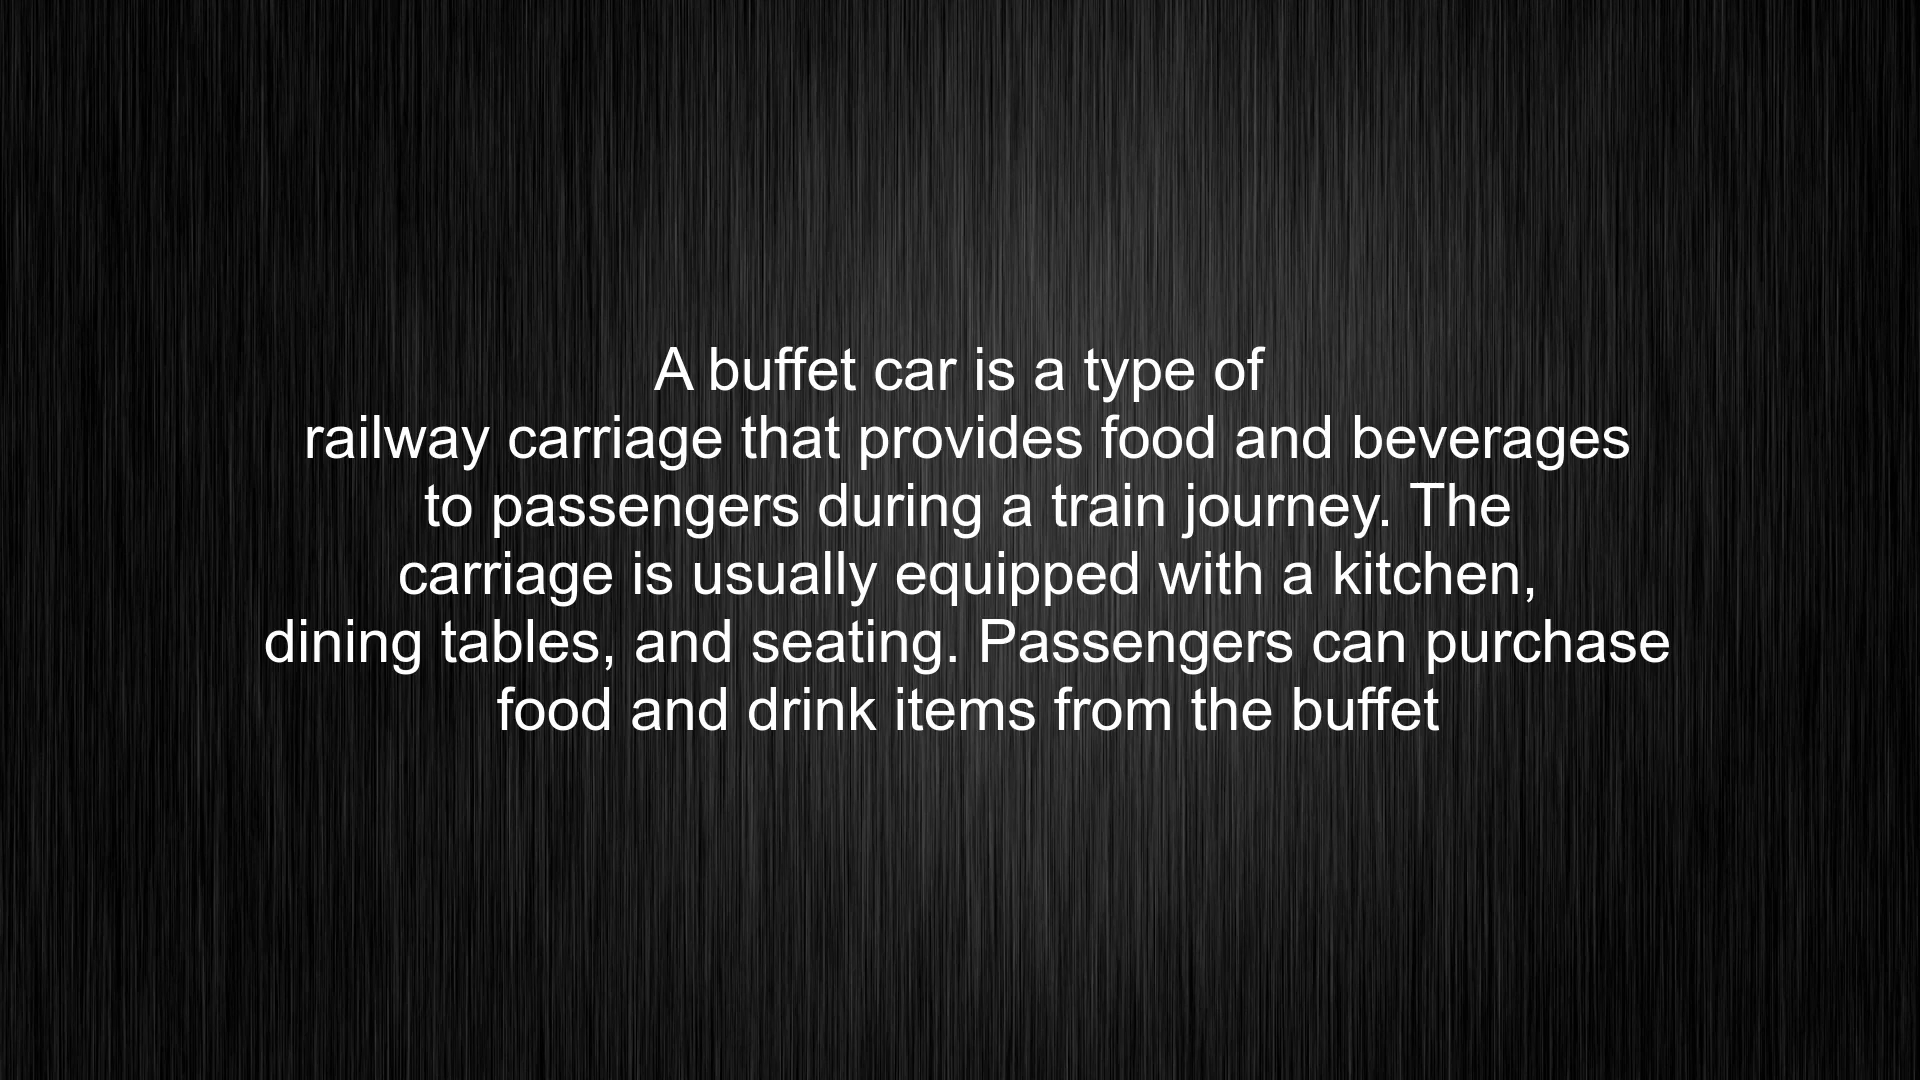 A buffet car is a type of
railway carriage that provides food and beverages
to passengers during a train journey. The
carriage is usually equipped with a kitchen,
dining tables, and seating. Passengers can purchase
food and drink items from the buffet